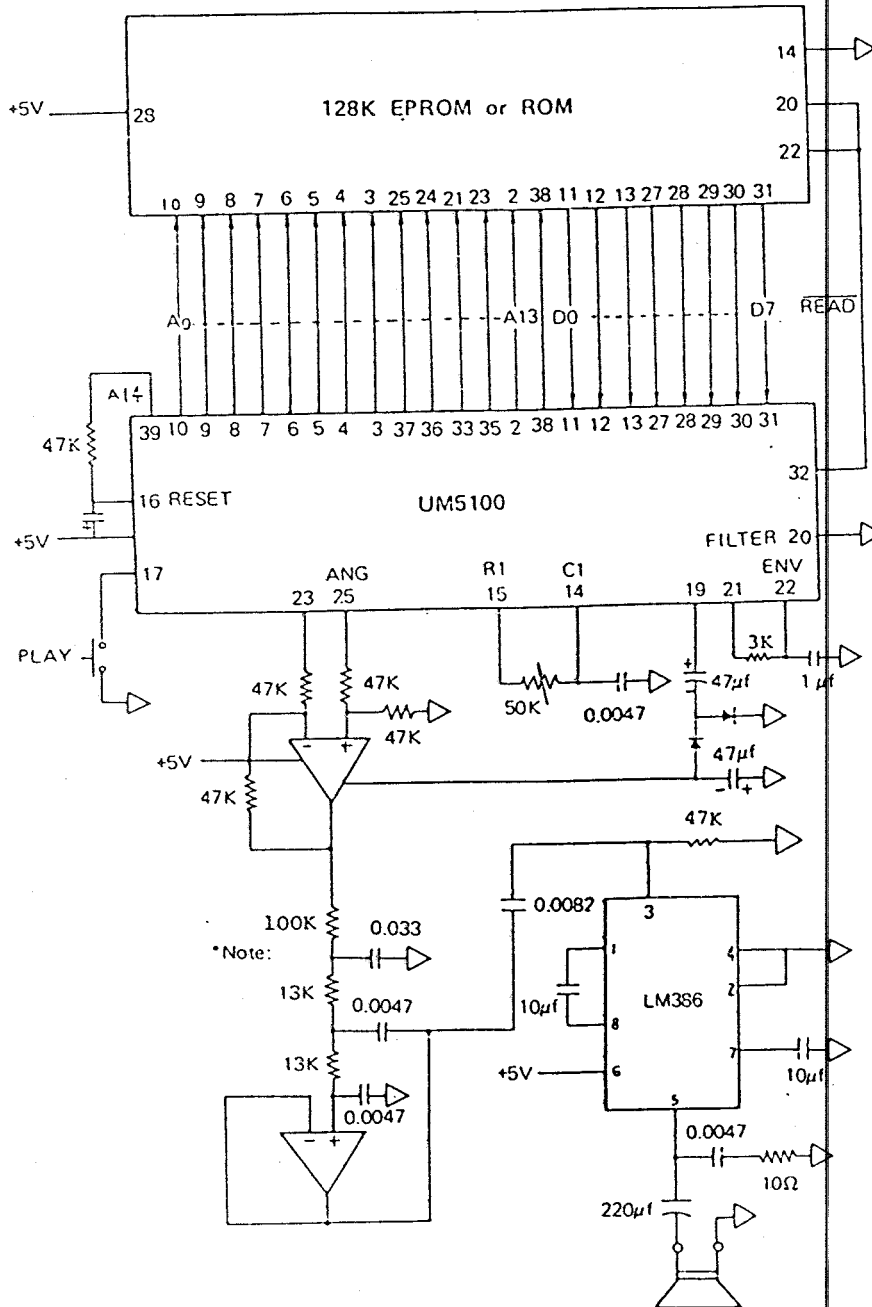 14
+5V 28 128K EPROM or ROM 20
22
10 9 8 7 6 5 4 3 25 24 21 23 2 38 11 12 13 27 28 29 30 31
A0 A13 D0 D7 READ
A14
47K 39 10 9 8 7 6 5 4 3 37 36 33 35 2 38 11 12 13 27 28 29 30 31
32
16 RESET UM5100
+5V FILTER 20
17 ANG R1 C1 ENV
23 25 15 14 19 21 22
PLAY 3K
47K 47K 50K 0.0047 + 47µf 1 µf
47K
- +
+5V 47µf
47K - +
47K
100K 0.033 0.0082 3
*Note: 1 4
13K 0.0047 10µf LM386 2
8 7
13K +5V 6 10µf
0.0047 5
- + 0.0047
10Ω
220µf